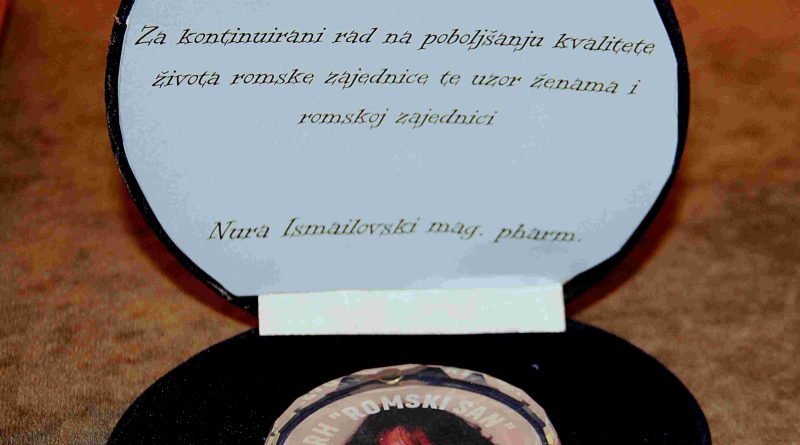 Za kontinuirani rad na poboljšanju kvalitete
života romske zajednice te uzor ženama i
romskoj zajednici
Nura Ismailovski mag. pharm.
RH "ROMSKI SAN"